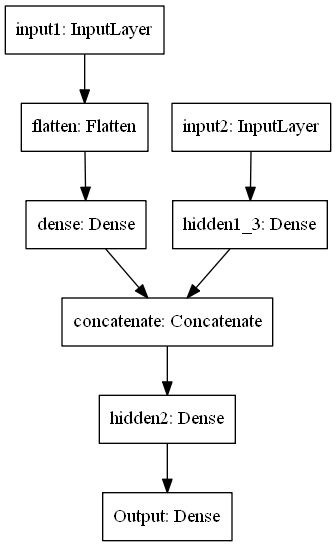 input1: InputLayer
flatten: Flatten
input2: InputLayer
dense: Dense
hidden1_3: Dense
concatenate: Concatenate
hidden2: Dense
Output: Dense